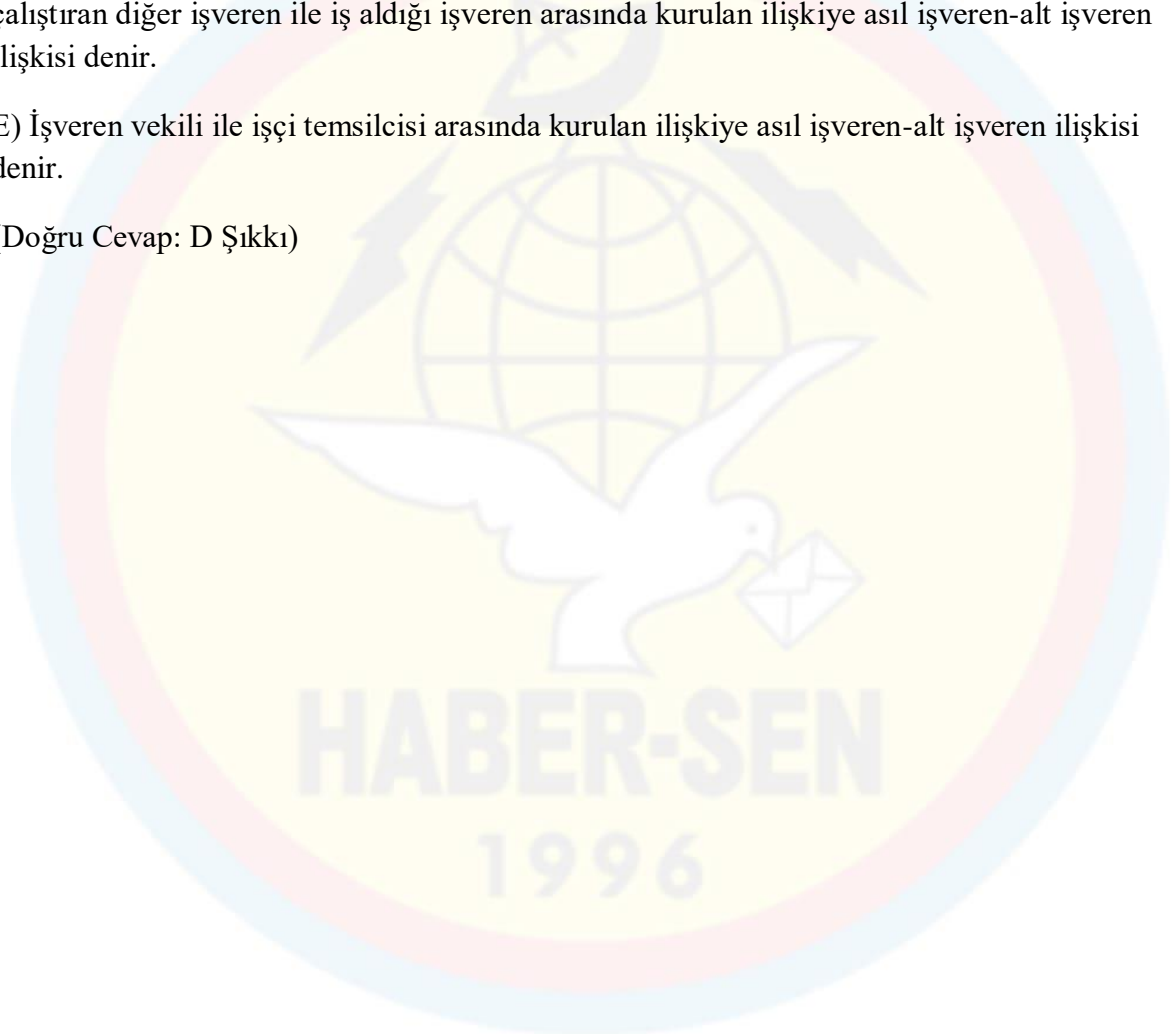 çalıştıran diğer işveren ile iş aldığı işveren arasında kurulan ilişkiye asıl işveren-alt işveren
ilişkisi denir.
E) İşveren vekili ile işçi temsilcisi arasında kurulan ilişkiye asıl işveren-alt işveren ilişkisi
denir.
(Doğru Cevap: D Şıkkı)
HABER-SEN
1996